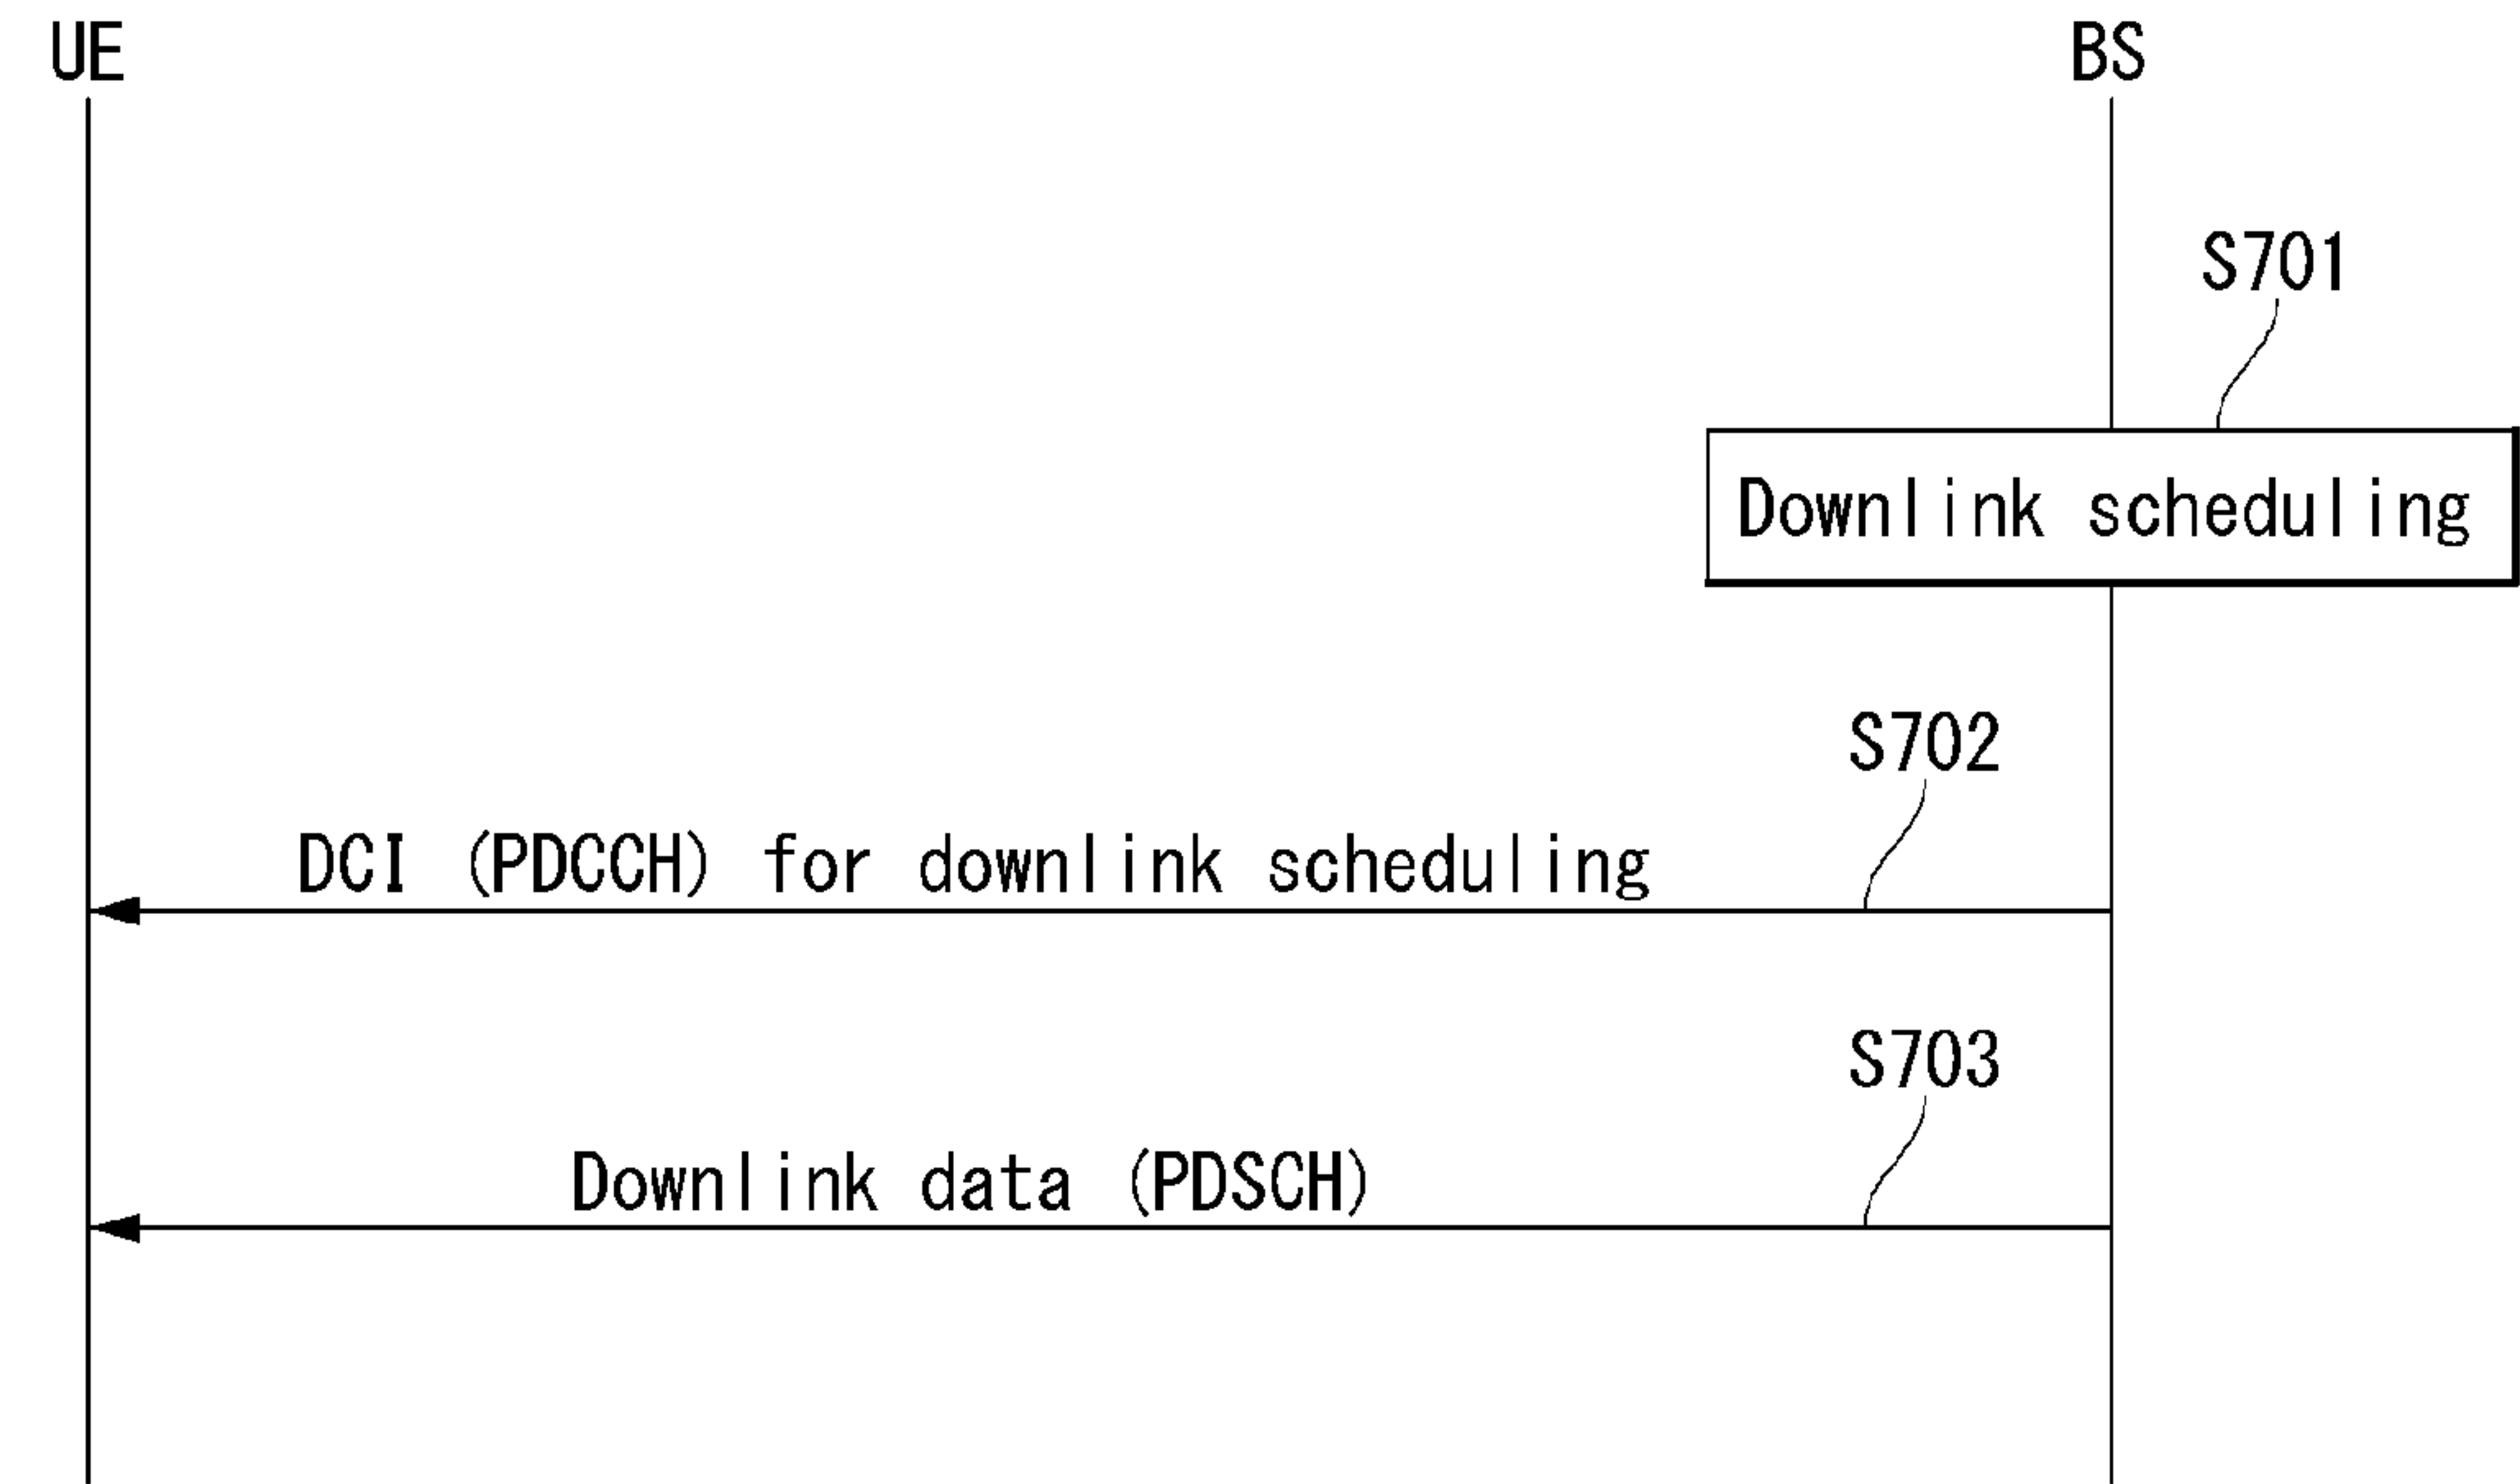 UE
BS
S701
Downlink scheduling
S702
DCI (PDCCH) for downlink scheduling
S703
Downlink data (PDSCH)